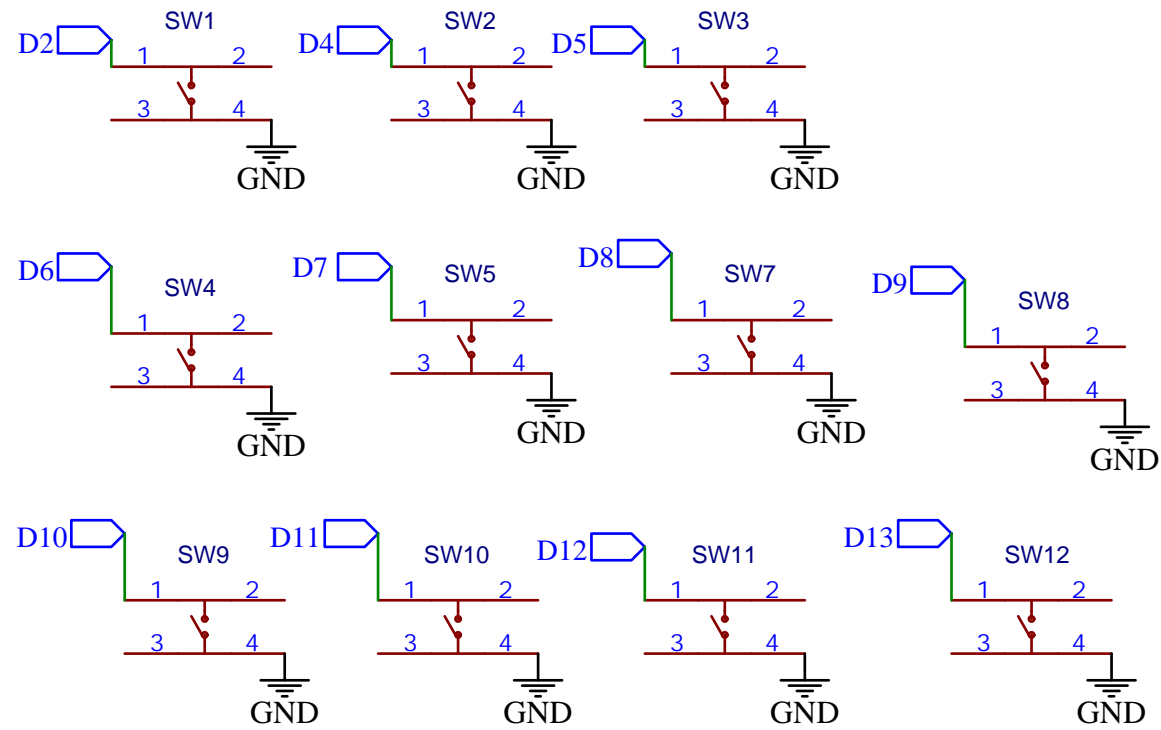 SW1 SW2 SW3
D2 D4 D5
1 2 1 2 1 2
3 4 3 4 3 4
GND GND GND
D6 D7 D8 D9
SW4 SW5 SW7 SW8
1 2 1 2 1 2 1 2
3 4 3 4 3 4 3 4
GND GND GND GND
D10 D11 D12 D13
SW9 SW10 SW11 SW12
1 2 1 2 1 2 1 2
3 4 3 4 3 4 3 4
GND GND GND GND